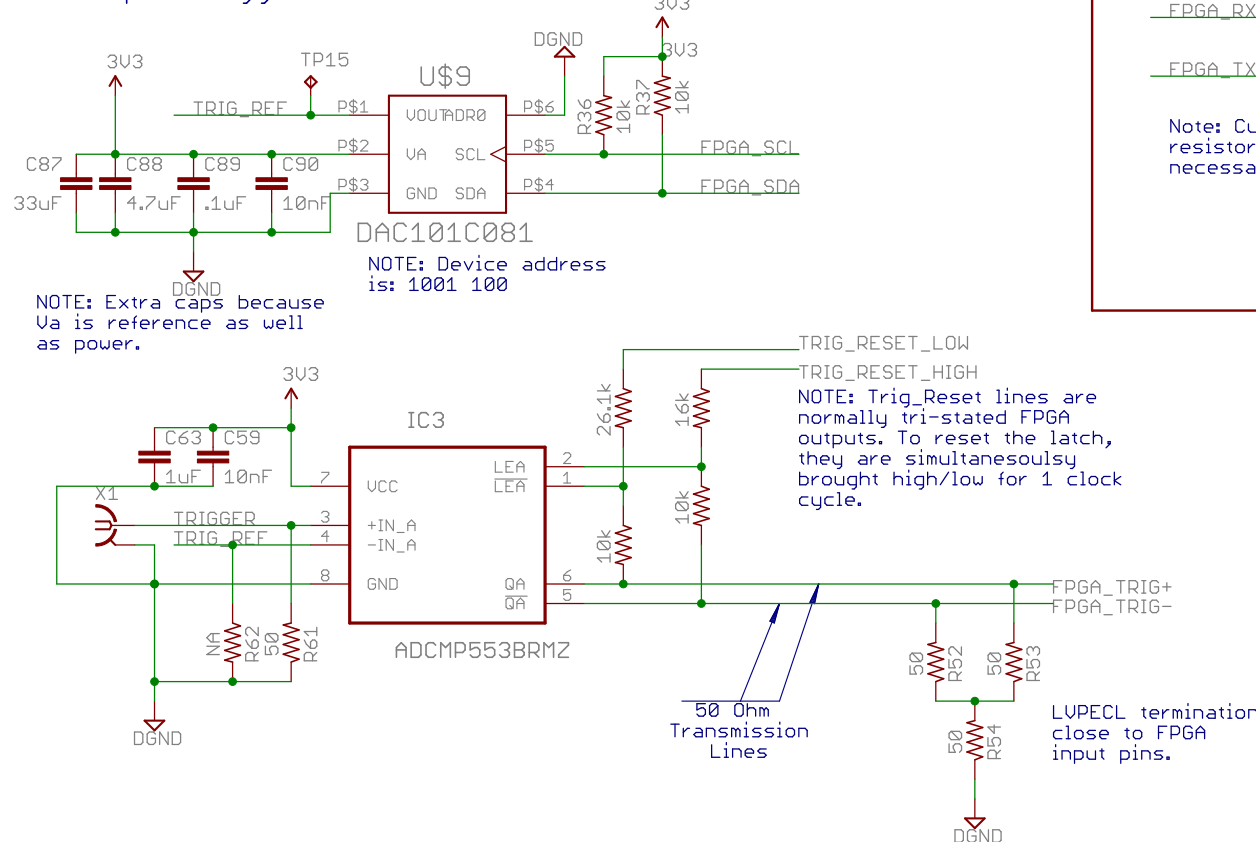 3V3
FPGA_RX
FPGA_TX
3V3
TP15
DGND
3V3
U$9
TRIG_REF
P$1
VOUT
ADR0
P$6
R36
10k
R37
10k
C87
C88
C89
C90
P$2
VA
SCL
P$5
FPGA_SCL
33uF
4.7uF
.1uF
10nF
P$3
GND
SDA
P$4
FPGA_SDA
DAC101C081
DGND
NOTE: Device address
is: 1001 100
NOTE: Extra caps because
Va is reference as well
as power.
Note: Cu
resistor
necessa
TRIG_RESET_LOW
TRIG_RESET_HIGH
NOTE: Trig_Reset lines are
normally tri-stated FPGA
outputs. To reset the latch,
they are simultanesoulsy
brought high/low for 1 clock
cycle.
3V3
IC3
26.1k
16k
C63
C59
1uF
10nF
X1
7
VCC
LEA
2
LEA
1
TRIGGER
3
+IN_A
TRIG_REF
4
-IN_A
10k
10k
8
GND
QA
6
QA
5
FPGA_TRIG+
FPGA_TRIG-
ADCMP553BRMZ
NA
R62
50
R61
DGND
50 Ohm
Transmission
Lines
50
R52
50
R53
50
R54
LVPECL termination
close to FPGA
input pins.
DGND